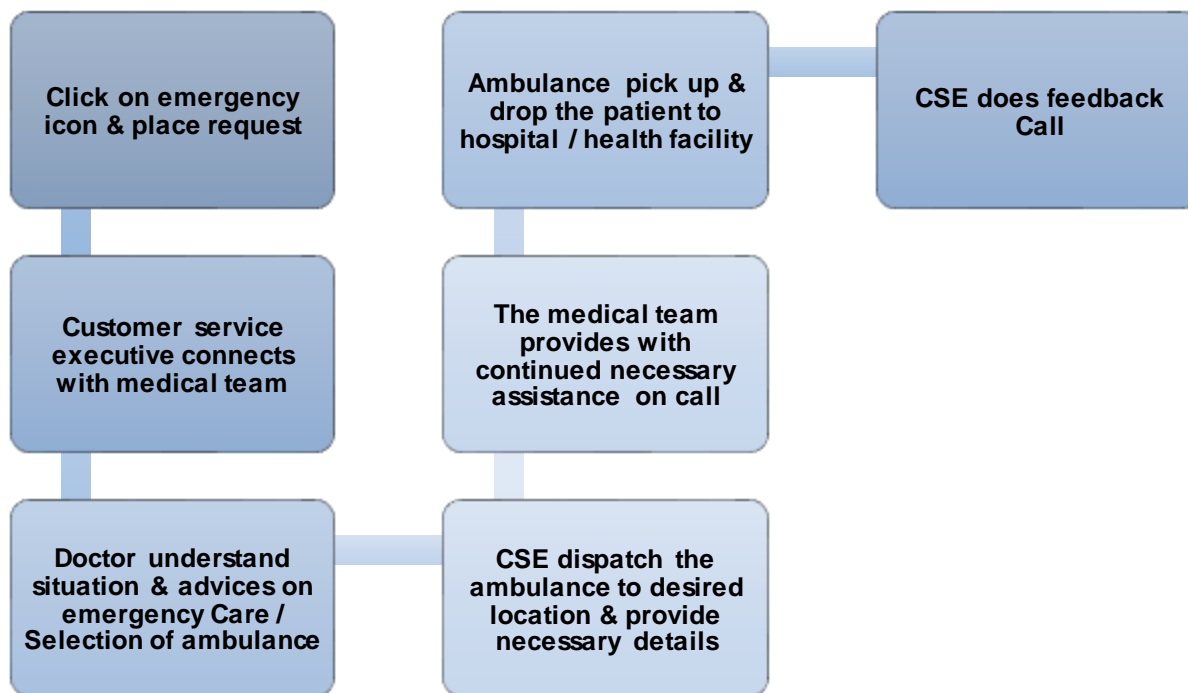 Click on emergency
icon & place request
Customer service
executive connects
with medical team
Doctor understand
situation & advices on
emergency Care /
Selection of ambulance
CSE dispatch the
ambulance to desired
location & provide
necessary details
The medical team
provides with
continued necessary
assistance on call
Ambulance pick up &
drop the patient to
hospital / health facility
CSE does feedback
Call